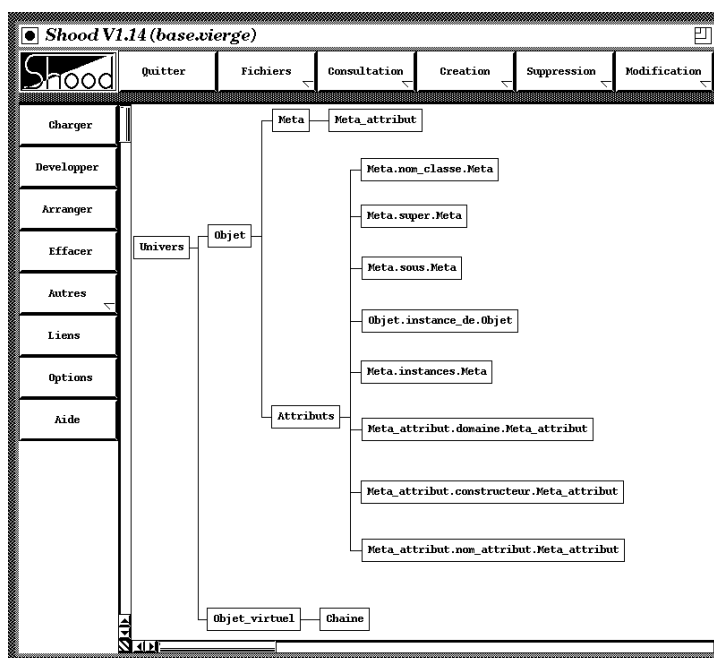 Shood V1.14 (base.vierge)
Shood
Quitter
Fichiers
Consultation
Creation
Suppression
Modification
Charger
Developper
Arranger
Effacer
Autres
Liens
Options
Aide
Meta
Meta_attribut
Meta.nom_classe.Meta
Meta.super.Meta
Objet
Univers
Meta.sous.Meta
Objet.instance_de.Objet
Meta.instances.Meta
Attributs
Meta_attribut.domaine.Meta_attribut
Meta_attribut.constructeur.Meta_attribut
Meta_attribut.nom_attribut.Meta_attribut
Objet_virtuel
Chaine